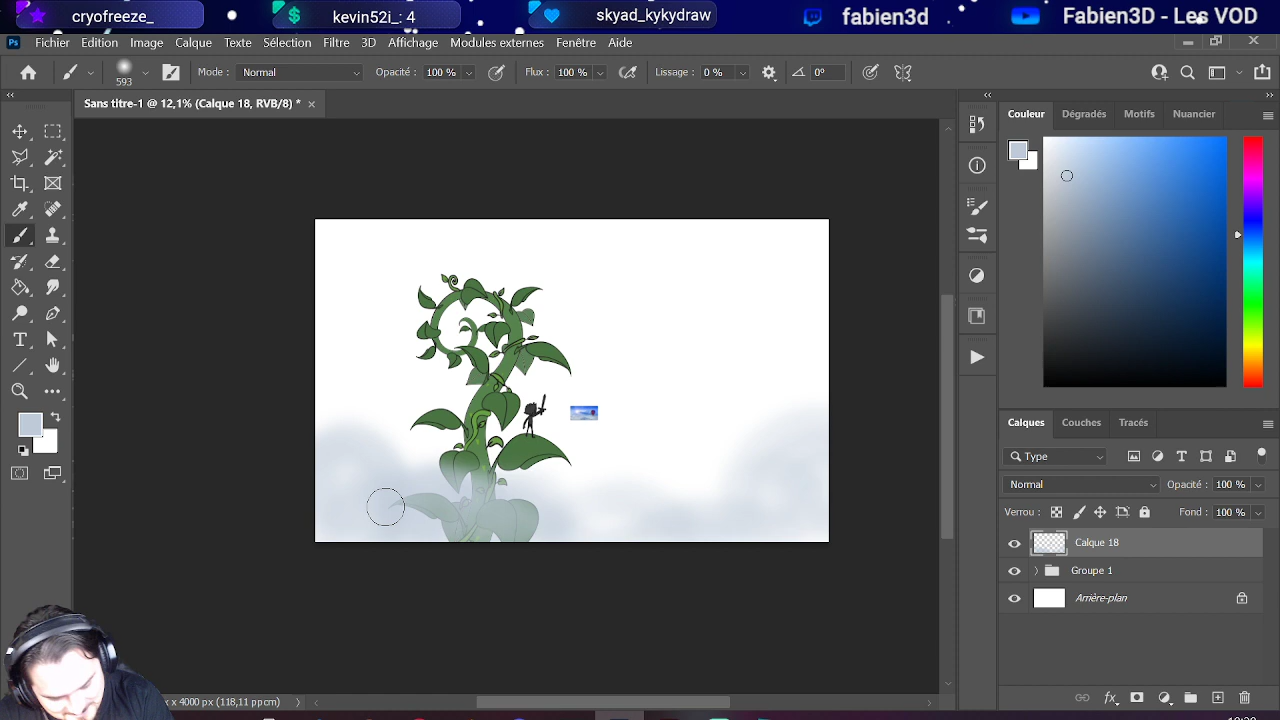 cryofreeze_
kevin52i_: 4
skyad_kykydraw
fabien3d
Fabien3D - Les VOD
Ps Fichier Edition Image Calque Texte Sélection Filtre 3D Affichage Modules externes Fenêtre Aide
593 Mode : Normal Opacité : 100 % Flux : 100 % Lissage : 0 % 0°
Sans titre-1 @ 12,1% (Calque 18, RVB/8) *
Couleur Dégradés Motifs Nuancier
Calques Couches Tracés
Type
Normal Opacité : 100 %
Verrou : Fond : 100 %
Calque 18
Groupe 1
Arrière-plan
x 4000 px (118,11 ppcm)